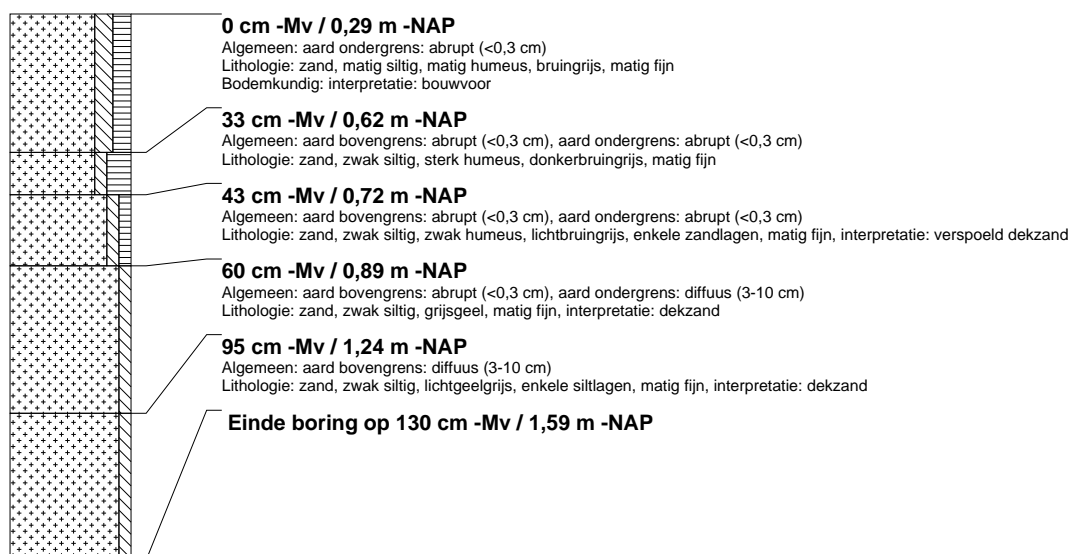 0 cm -Mv / 0,29 m -NAP
Algemeen: aard ondergrens: abrupt (<0,3 cm)
Lithologie: zand, matig siltig, matig humeus, bruingrijs, matig fijn
Bodemkundig: interpretatie: bouwvoor
33 cm -Mv / 0,62 m -NAP
Algemeen: aard bovengrens: abrupt (<0,3 cm), aard ondergrens: abrupt (<0,3 cm)
Lithologie: zand, zwak siltig, sterk humeus, donkerbruingrijs, matig fijn
43 cm -Mv / 0,72 m -NAP
Algemeen: aard bovengrens: abrupt (<0,3 cm), aard ondergrens: abrupt (<0,3 cm)
Lithologie: zand, zwak siltig, zwak humeus, lichtbruingrijs, enkele zandlagen, matig fijn, interpretatie: verspoeld dekzand
60 cm -Mv / 0,89 m -NAP
Algemeen: aard bovengrens: abrupt (<0,3 cm), aard ondergrens: diffuus (3-10 cm)
Lithologie: zand, zwak siltig, grijsgeel, matig fijn, interpretatie: dekzand
95 cm -Mv / 1,24 m -NAP
Algemeen: aard bovengrens: diffuus (3-10 cm)
Lithologie: zand, zwak siltig, lichtgeelgrijs, enkele siltlagen, matig fijn, interpretatie: dekzand
Einde boring op 130 cm -Mv / 1,59 m -NAP